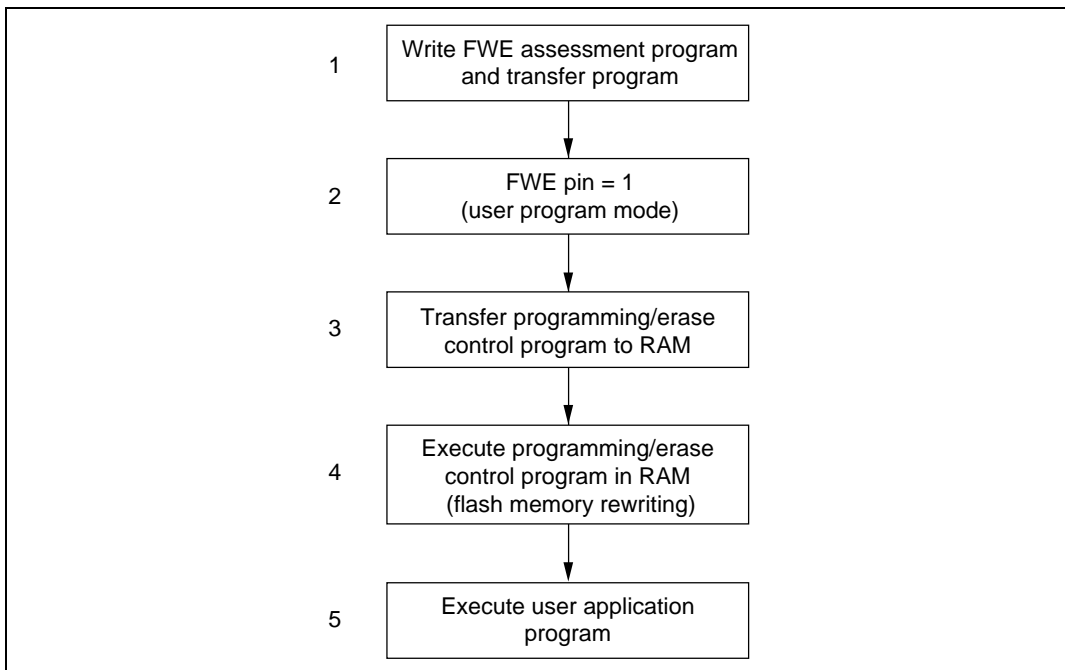 1
Write FWE assessment program
and transfer program
2
FWE pin = 1
(user program mode)
3
Transfer programming/erase
control program to RAM
4
Execute programming/erase
control program in RAM
(flash memory rewriting)
5
Execute user application
program